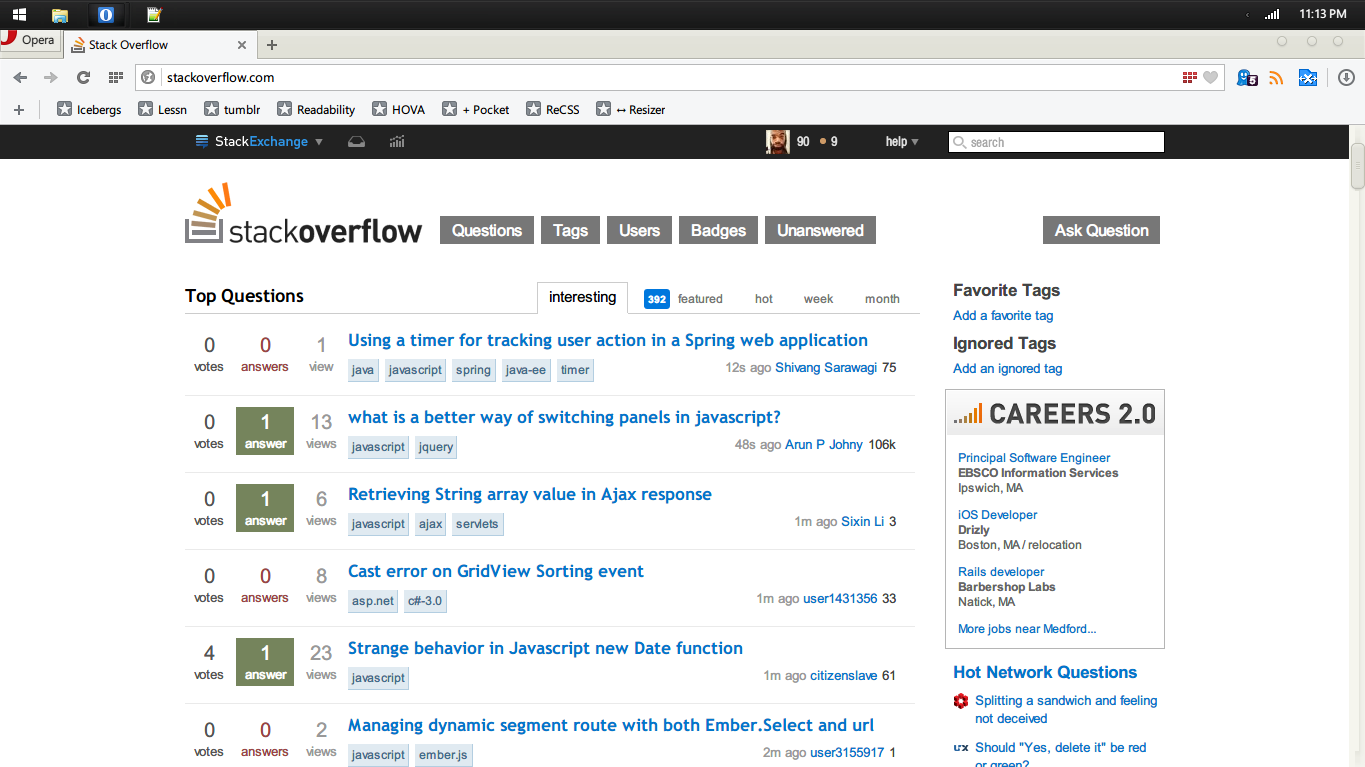 11:13 PM
Opera
Stack Overflow
stackoverflow.com
5
Icebergs Lessn tumblr Readability HOVA + Pocket ReCSS ↔ Resizer
StackExchange 90 9 help search
stackoverflow Questions Tags Users Badges Unanswered Ask Question
Top Questions interesting 392 featured hot week month
0 votes 0 answers 1 view
Using a timer for tracking user action in a Spring web application
java javascript spring java-ee timer
12s ago Shivang Sarawagi 75
0 votes 1 answer 13 views
what is a better way of switching panels in javascript?
javascript jquery
48s ago Arun P Johny 106k
0 votes 1 answer 6 views
Retrieving String array value in Ajax response
javascript ajax servlets
1m ago Sixin Li 3
0 votes 0 answers 8 views
Cast error on GridView Sorting event
asp.net c#-3.0
1m ago user1431356 33
4 votes 1 answer 23 views
Strange behavior in Javascript new Date function
javascript
1m ago citizenslave 61
0 votes 0 answers 2 views
Managing dynamic segment route with both Ember.Select and url
javascript ember.js
2m ago user3155917 1
Favorite Tags
Add a favorite tag
Ignored Tags
Add an ignored tag
CAREERS 2.0
Principal Software Engineer
EBSCO Information Services
Ipswich, MA
iOS Developer
Drizly
Boston, MA / relocation
Rails developer
Barbershop Labs
Natick, MA
More jobs near Medford...
Hot Network Questions
Splitting a sandwich and feeling
not deceived
Should "Yes, delete it" be red
or green?